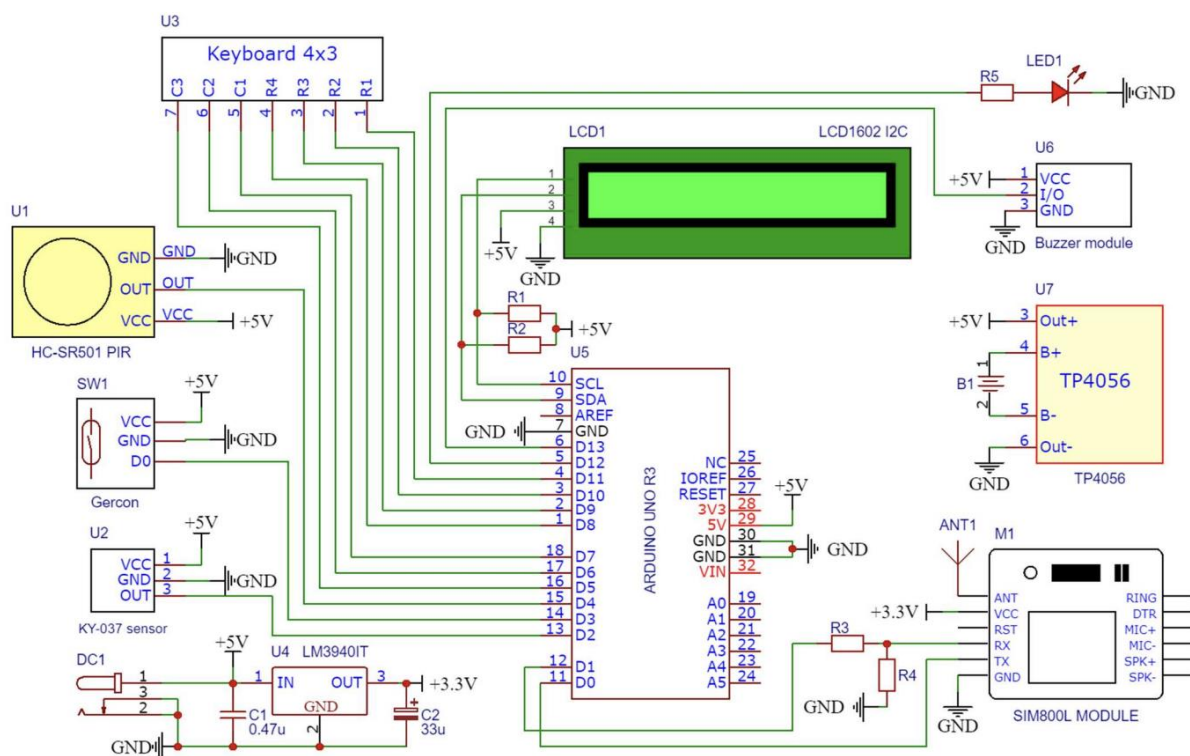 U3
Keyboard 4x3
C3 C2 C1 R4 R3 R2 R1
7 6 5 4 3 2 1
R5
LED1
GND
LCD1
LCD1602 I2C
1
2
3
4
+5V
GND
U6
+5V
1 VCC
2 I/O
3 GND
GND
Buzzer module
U1
GND GND GND
OUT OUT
VCC VCC +5V
HC-SR501 PIR
R1
R2
+5V
U7
+5V 3 Out+
4 B+
1
B1
2
TP4056
5 B-
6 Out-
GND
TP4056
SW1
+5V
VCC
GND GND
D0
Gercon
U2
+5V
VCC 1
GND 2 GND
OUT 3
KY-037 sensor
U5
ARDUINO UNO R3
10 SCL
9 SDA
8 AREF
GND 7 GND
6 D13
5 D12
4 D11
3 D10
2 D9
1 D8
18 D7
17 D6
16 D5
15 D4
14 D3
13 D2
12 D1
11 D0
NC 25
IOREF 26
RESET 27
3V3 28
5V 29
+5V
GND 30
GND 31
GND
VIN 32
A0 19
A1 20
A2 21
A3 22
A4 23
A5 24
DC1
1
3
2
+5V
U4 LM3940IT
1 IN OUT 3
GND
2
+3.3V
C1
0.47u
C2
33u
GND
R3
R4
GND
ANT1
M1
ANT
+3.3V VCC
RST
RX
TX
GND
GND
RING
DTR
MIC+
MIC-
SPK+
SPK-
SIM800L MODULE